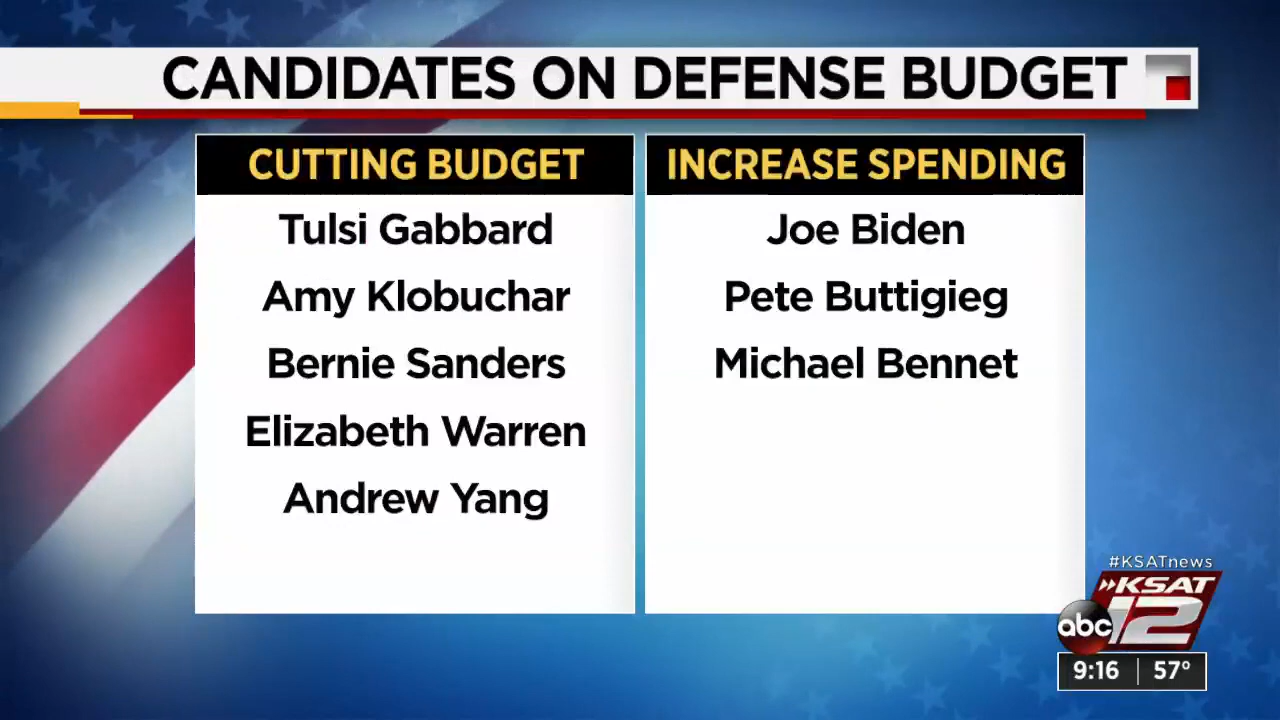 CANDIDATES ON DEFENSE BUDGET
CUTTING BUDGET
Tulsi Gabbard
Amy Klobuchar
Bernie Sanders
Elizabeth Warren
Andrew Yang
INCREASE SPENDING
Joe Biden
Pete Buttigieg
Michael Bennet
#KSATnews
KSAT
abc 12
9:16 57°